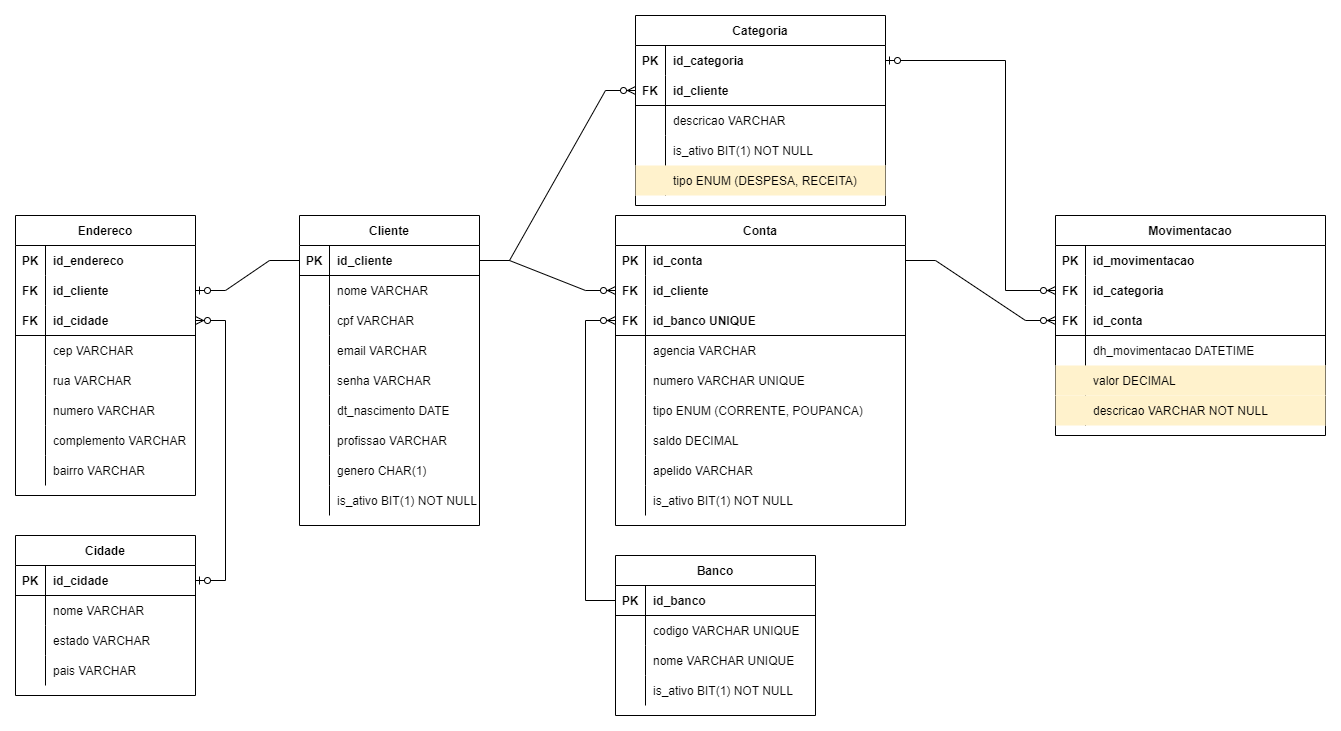 Categoria
PK id_categoria
FK id_cliente
descricao VARCHAR
is_ativo BIT(1) NOT NULL
tipo ENUM (DESPESA, RECEITA)
Endereco
PK id_endereco
FK id_cliente
FK id_cidade
cep VARCHAR
rua VARCHAR
numero VARCHAR
complemento VARCHAR
bairro VARCHAR
Cliente
PK id_cliente
nome VARCHAR
cpf VARCHAR
email VARCHAR
senha VARCHAR
dt_nascimento DATE
profissao VARCHAR
genero CHAR(1)
is_ativo BIT(1) NOT NULL
Conta
PK id_conta
FK id_cliente
FK id_banco UNIQUE
agencia VARCHAR
numero VARCHAR UNIQUE
tipo ENUM (CORRENTE, POUPANCA)
saldo DECIMAL
apelido VARCHAR
is_ativo BIT(1) NOT NULL
Movimentacao
PK id_movimentacao
FK id_categoria
FK id_conta
dh_movimentacao DATETIME
valor DECIMAL
descricao VARCHAR NOT NULL
Cidade
PK id_cidade
nome VARCHAR
estado VARCHAR
pais VARCHAR
Banco
PK id_banco
codigo VARCHAR UNIQUE
nome VARCHAR UNIQUE
is_ativo BIT(1) NOT NULL